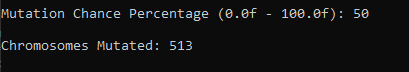 Mutation Chance Percentage (0.0f - 100.0f): 50
Chromosomes Mutated: 513